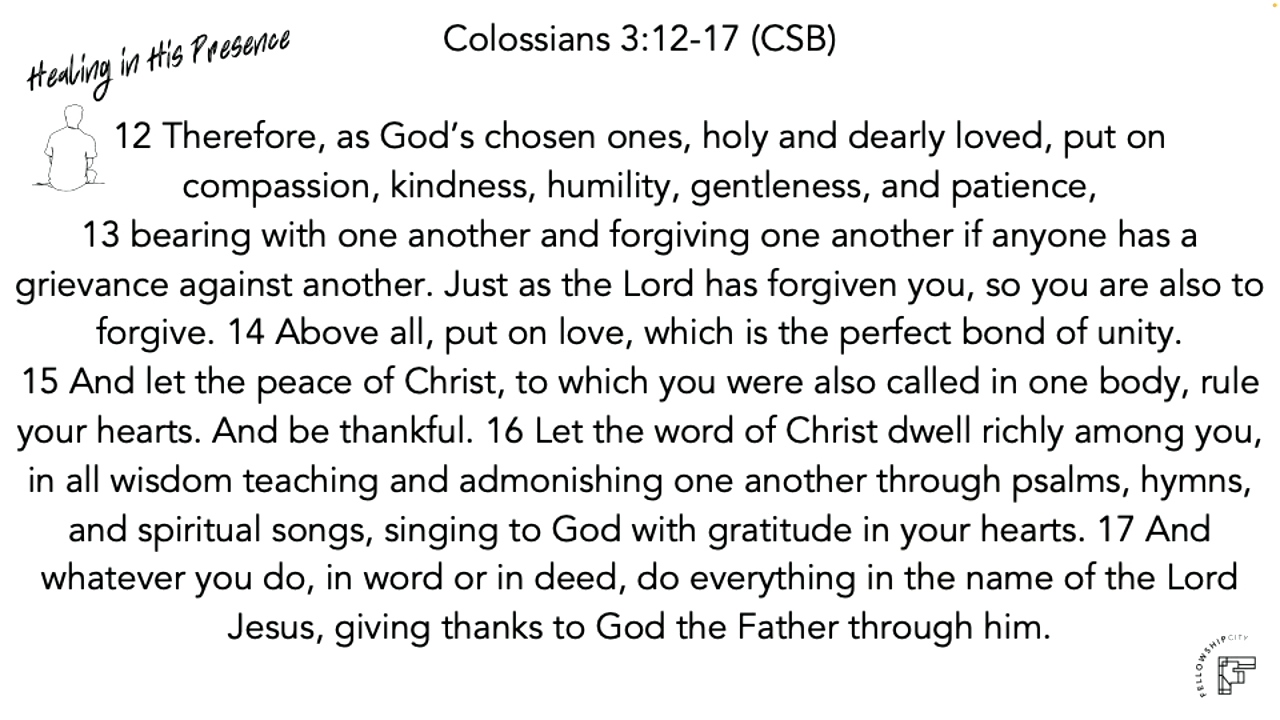 Healing in His Presence
Colossians 3:12-17 (CSB)
12 Therefore, as God’s chosen ones, holy and dearly loved, put on
compassion, kindness, humility, gentleness, and patience,
13 bearing with one another and forgiving one another if anyone has a
grievance against another. Just as the Lord has forgiven you, so you are also to
forgive. 14 Above all, put on love, which is the perfect bond of unity.
15 And let the peace of Christ, to which you were also called in one body, rule
your hearts. And be thankful. 16 Let the word of Christ dwell richly among you,
in all wisdom teaching and admonishing one another through psalms, hymns,
and spiritual songs, singing to God with gratitude in your hearts. 17 And
whatever you do, in word or in deed, do everything in the name of the Lord
Jesus, giving thanks to God the Father through him.
FELLOWSHIPCITY